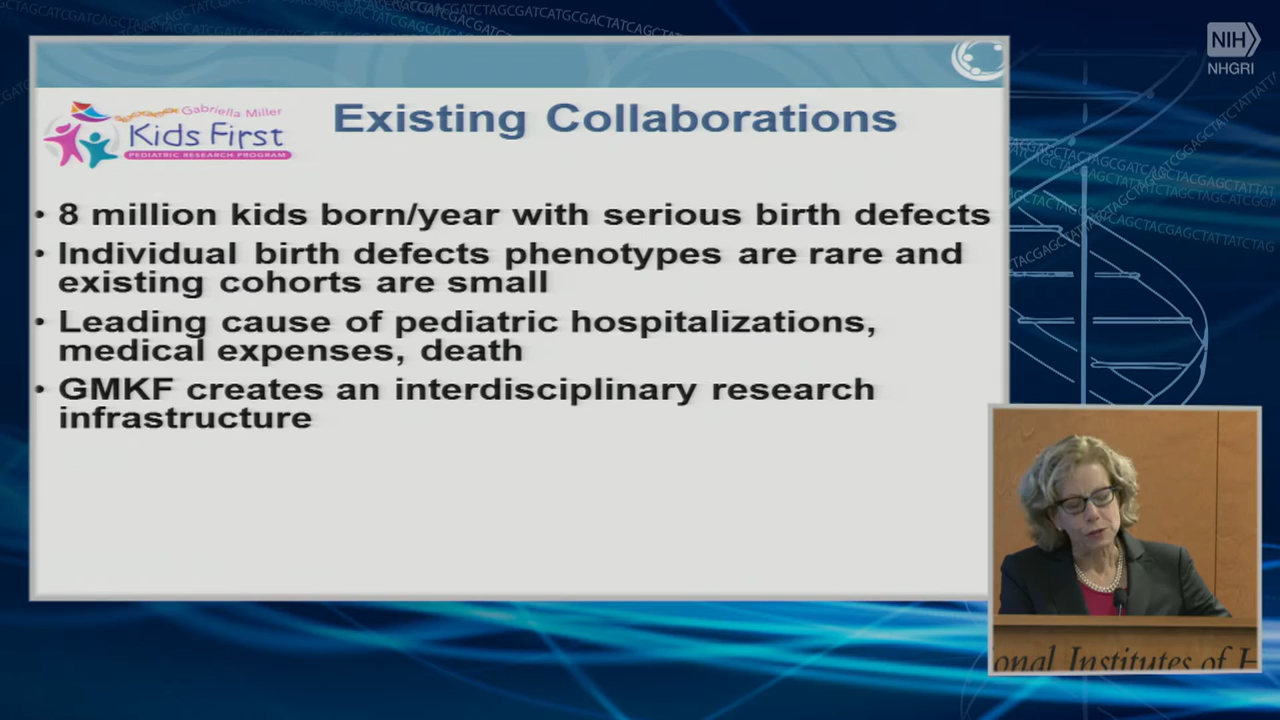 NIH
NHGRI
Gabriella Miller
Kids First
PEDIATRIC RESEARCH PROGRAM
Existing Collaborations
• 8 million kids born/year with serious birth defects
• Individual birth defects phenotypes are rare and
existing cohorts are small
• Leading cause of pediatric hospitalizations,
medical expenses, death
• GMKF creates an interdisciplinary research
infrastructure
onal Institutes of H